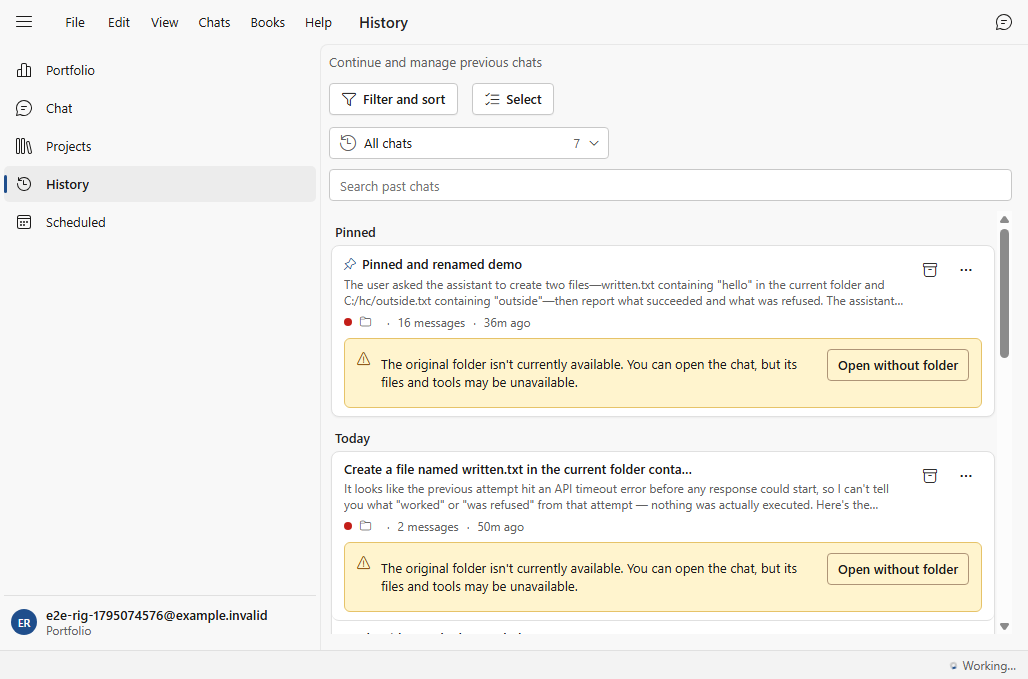 File Edit View Chats Books Help History
Portfolio
Chat
Projects
History
Scheduled
ER
e2e-rig-1795074576@example.invalid
Portfolio
Continue and manage previous chats
Filter and sort
Select
All chats 7
Search past chats
Pinned
Pinned and renamed demo
The user asked the assistant to create two files—written.txt containing "hello" in the current folder and
C:/hc/outside.txt containing "outside"—then report what succeeded and what was refused. The assistant...
· 16 messages · 36m ago
The original folder isn't currently available. You can open the chat, but its
files and tools may be unavailable.
Open without folder
Today
Create a file named written.txt in the current folder conta...
It looks like the previous attempt hit an API timeout error before any response could start, so I can't tell
you what "worked" or "was refused" from that attempt — nothing was actually executed. Here's the...
· 2 messages · 50m ago
The original folder isn't currently available. You can open the chat, but its
files and tools may be unavailable.
Open without folder
Working...